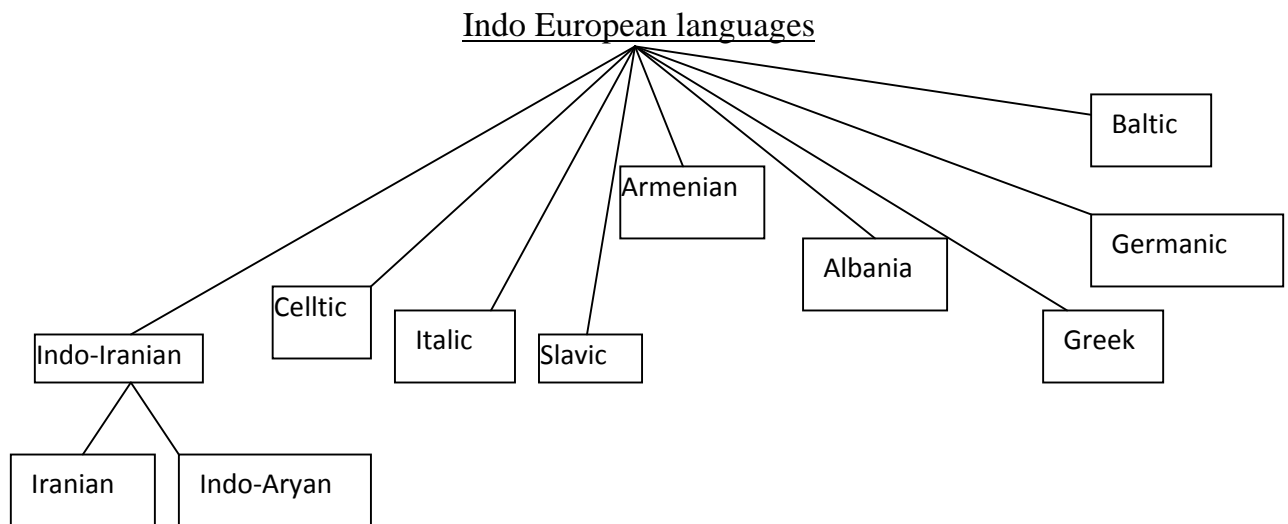 Indo European languages
Baltic
Armenian
Germanic
Albania
Celltic
Italic
Slavic
Greek
Indo-Iranian
Iranian
Indo-Aryan